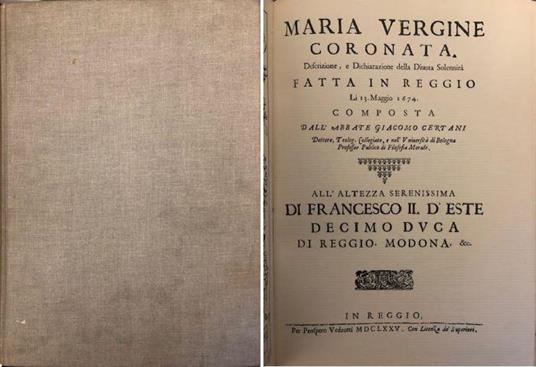 MARIA VERGINE
CORONATA.
Descrizione, e Dichiarazione della Diuota Solennità
FATTA IN REGGIO
Li 13. Maggio 1674.
COMPOSTA
DALL' ABBATE GIACOMO CERTANI
Dottore, Teolog. Collegiato, e nell' Vniuersità di Bologna
Professor Publico di Filosofia Morale.
ALL' ALTEZZA SERENISSIMA
DI FRANCESCO II. D' ESTE
DECIMO DVCA
DI REGGIO, MODONA, &c.
IN REGGIO,
Per Prospero Vedrotti MDCLXXV. Con Licenza de' Superiori.